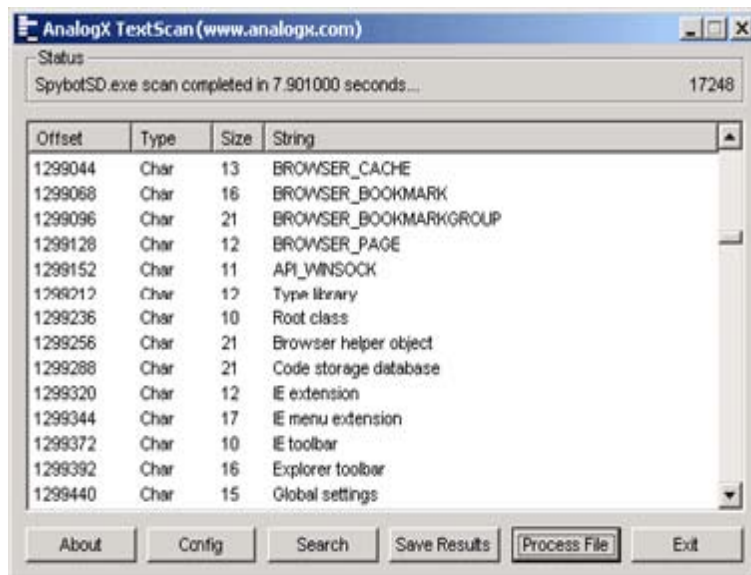 AnalogX TextScan (www.analogx.com)
Status
SpybotSD.exe scan completed in 7.901000 seconds... 17248
Offset Type Size String
1299044 Char 13 BROWSER_CACHE
1299068 Char 16 BROWSER_BOOKMARK
1299096 Char 21 BROWSER_BOOKMARKGROUP
1299128 Char 12 BROWSER_PAGE
1299152 Char 11 API_WINSOCK
1299212 Char 12 Type library
1299236 Char 10 Root class
1299256 Char 21 Browser helper object
1299288 Char 21 Code storage database
1299320 Char 12 IE extension
1299344 Char 17 IE menu extension
1299372 Char 10 IE toolbar
1299392 Char 16 Explorer toolbar
1299440 Char 15 Global settings
About Config Search Save Results Process File Exit